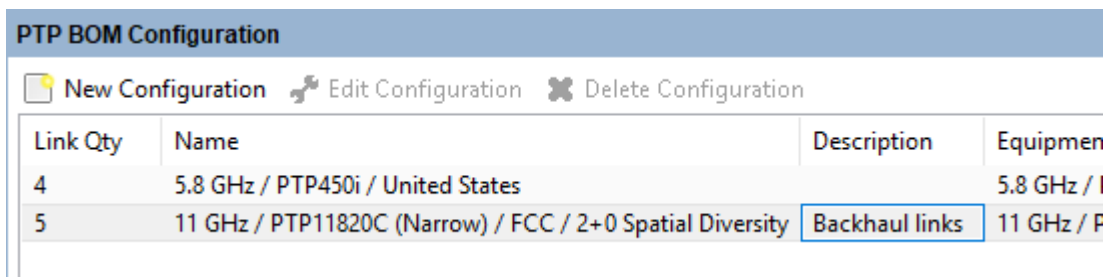 PTP BOM Configuration
New Configuration Edit Configuration Delete Configuration
Link Qty Name Description Equipmen
4 5.8 GHz / PTP450i / United States 5.8 GHz /
5 11 GHz / PTP11820C (Narrow) / FCC / 2+0 Spatial Diversity Backhaul links 11 GHz / P